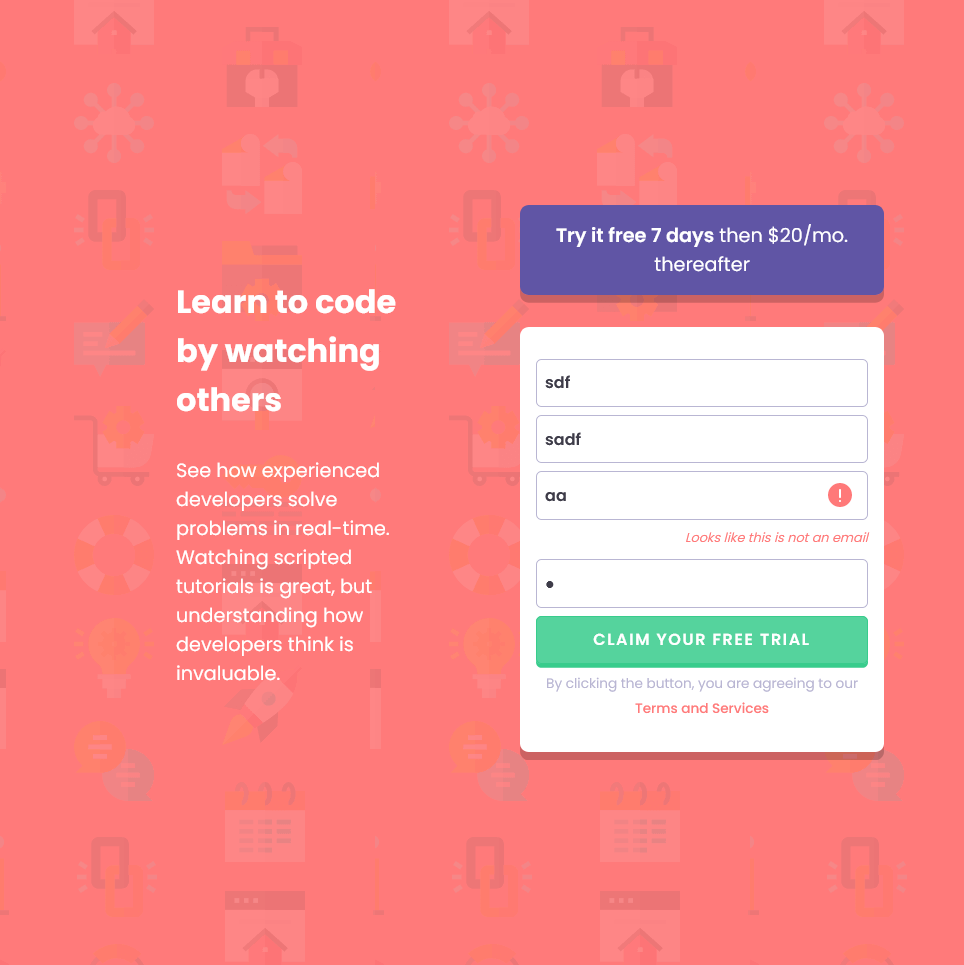 Learn to code
by watching
others
See how experienced
developers solve
problems in real-time.
Watching scripted
tutorials is great, but
understanding how
developers think is
invaluable.
Try it free 7 days then $20/mo.
thereafter
sdf
sadf
aa
!
Looks like this is not an email
●
CLAIM YOUR FREE TRIAL
By clicking the button, you are agreeing to our
Terms and Services